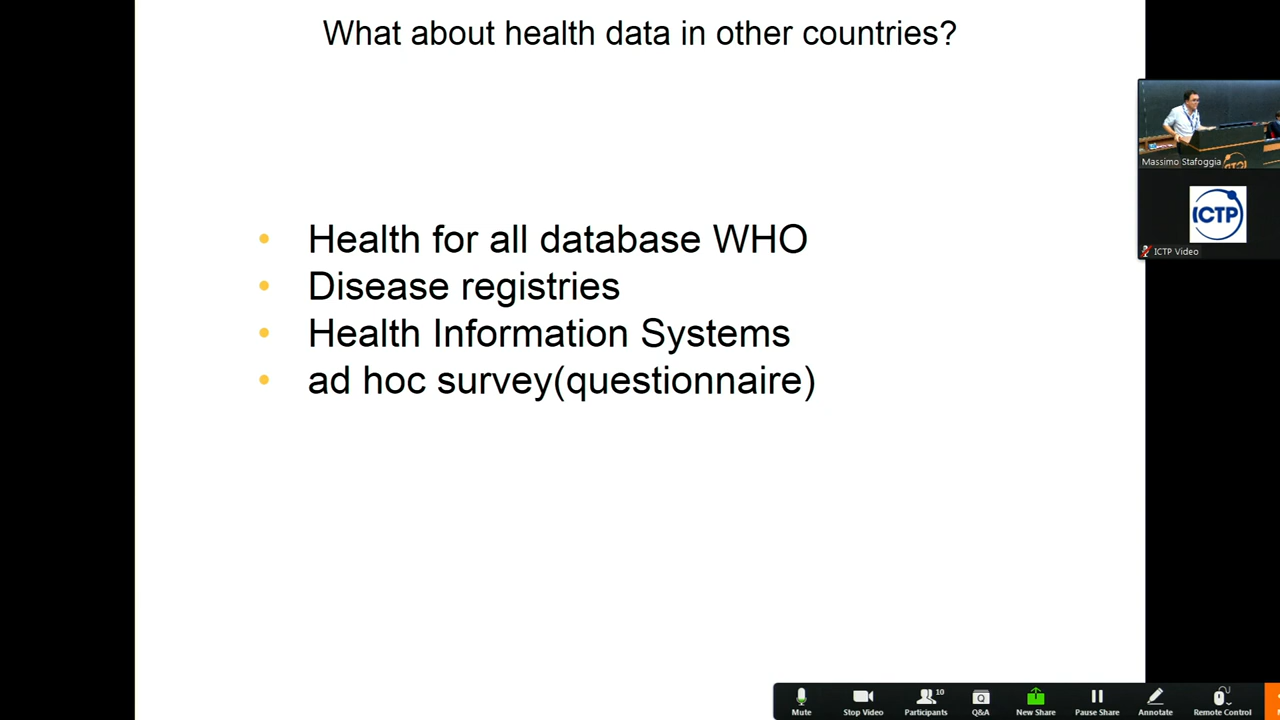 What about health data in other countries?
Health for all database WHO
Disease registries
Health Information Systems
ad hoc survey(questionnaire)
Massimo Stafoggia
ICTP
ICTP Video
Mute
Stop Video
Participants
10
Q&A
New Share
Pause Share
Annotate
Remote Control